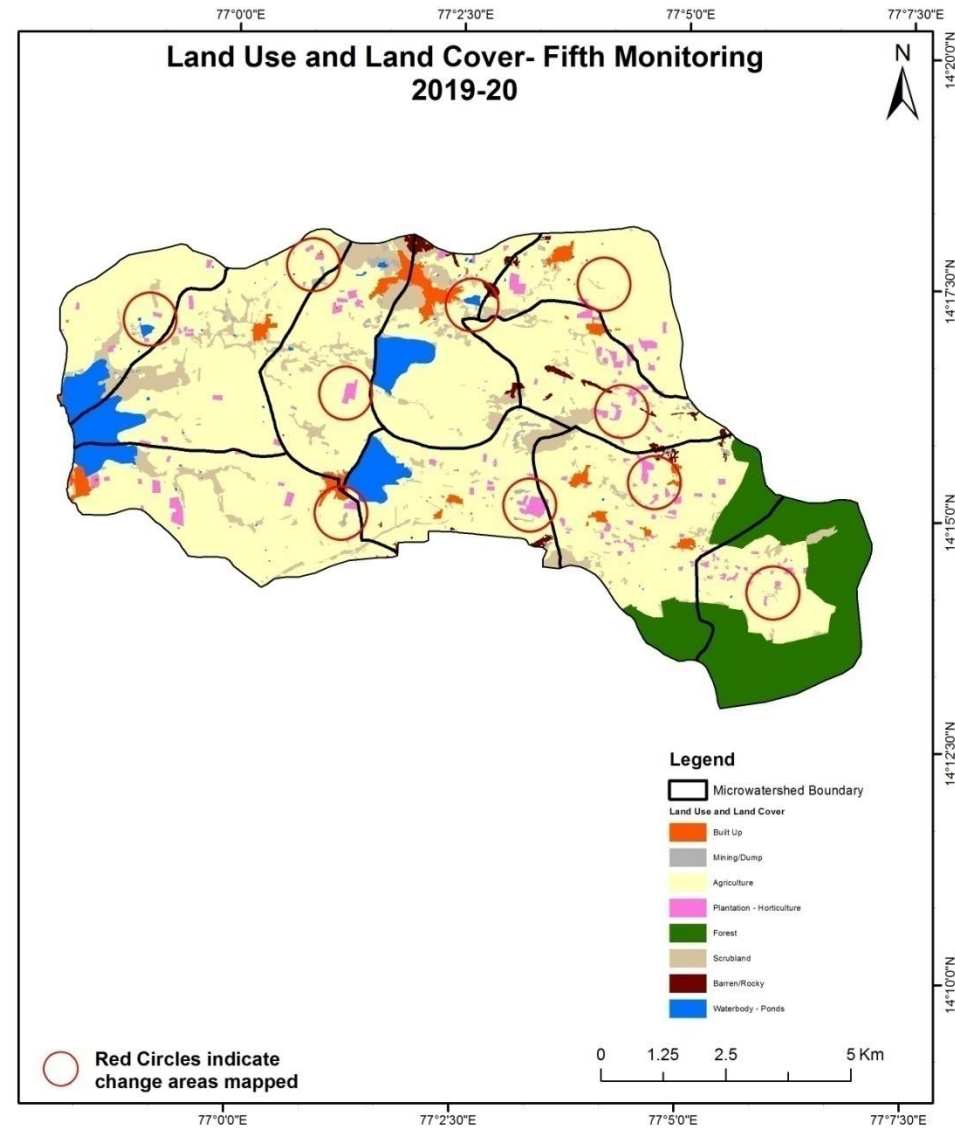 77°0'0"E 77°2'30"E 77°5'0"E 77°7'30"E
Land Use and Land Cover- Fifth Monitoring
2019-20
N
14°20'0"N
14°17'30"N
14°15'0"N
14°12'30"N
14°10'0"N
Legend
Microwatershed Boundary
Land Use and Land Cover
Built Up
Mining/Dump
Agriculture
Plantation - Horticulture
Forest
Scrubland
Barren/Rocky
Waterbody - Ponds
Red Circles indicate
change areas mapped
0 1.25 2.5 5 Km
77°0'0"E 77°2'30"E 77°5'0"E 77°7'30"E